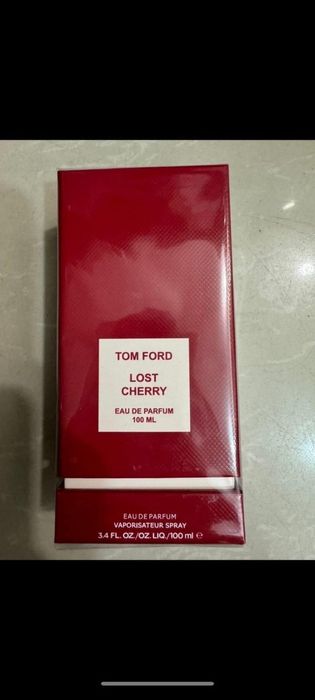 TOM FORD
LOST
CHERRY
EAU DE PARFUM
100 ML
EAU DE PARFUM
VAPORISATEUR SPRAY
3.4 FL. OZ./OZ. LIQ./100 ml ℮